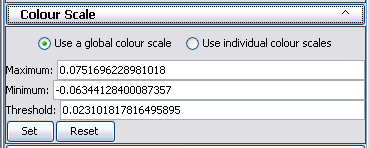 Colour Scale
Use a global colour scale Use individual colour scales
Maximum: 0.0751696228981018
Minimum: -0.06344128400087357
Threshold: 0.023101817816495895
Set Reset